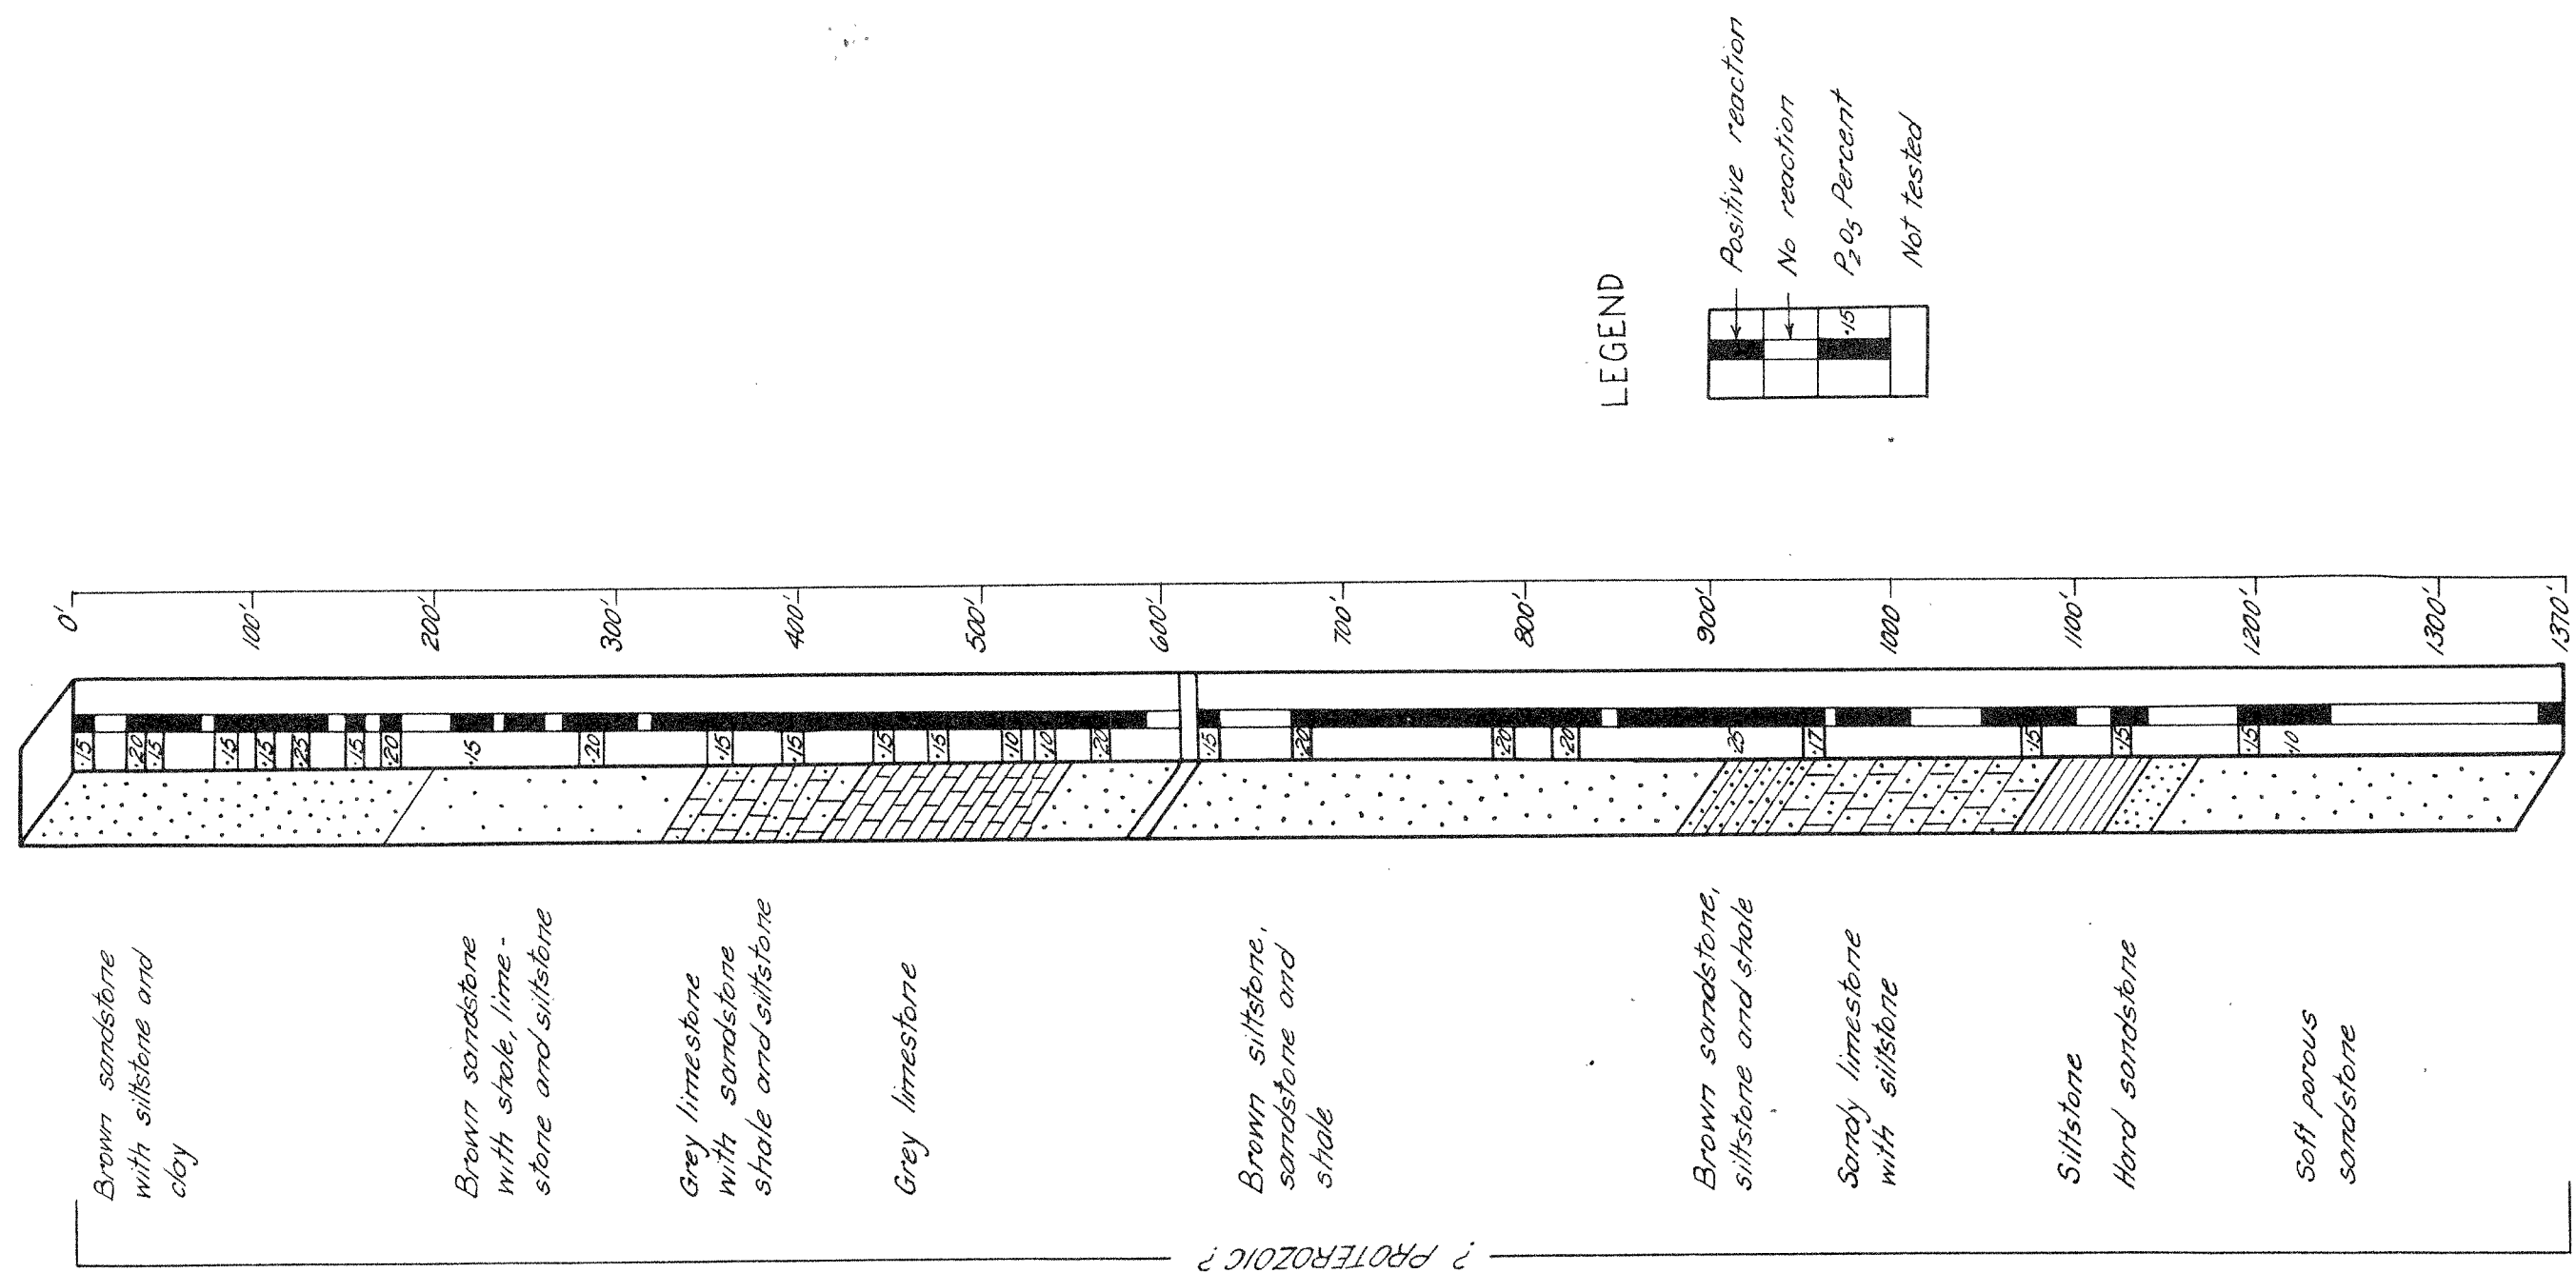 Brown sandstone
with siltstone and
clay
Brown sandstone
with shale, lime-
stone and siltstone
Grey limestone
with sandstone
shale and siltstone
Grey limestone
Brown siltstone,
sandstone and
shale
Brown sandstone,
siltstone and shale
Sandy limestone
with siltstone
Siltstone
Hard sandstone
Soft porous
sandstone
? PROTEROZOIC ?
·15
·20
·15
·15
·15
·25
·15
·20
·15
·20
·15
·15
·15
·15
·10
·10
·20
·15
·20
·20
·20
·25
·17
·15
·15
·15
·10
0'
100'
200'
300'
400'
500'
600'
700'
800'
900'
1000'
1100'
1200'
1300'
1370'
LEGEND
Positive reaction
No reaction
·15 P₂O₅ Percent
Not tested